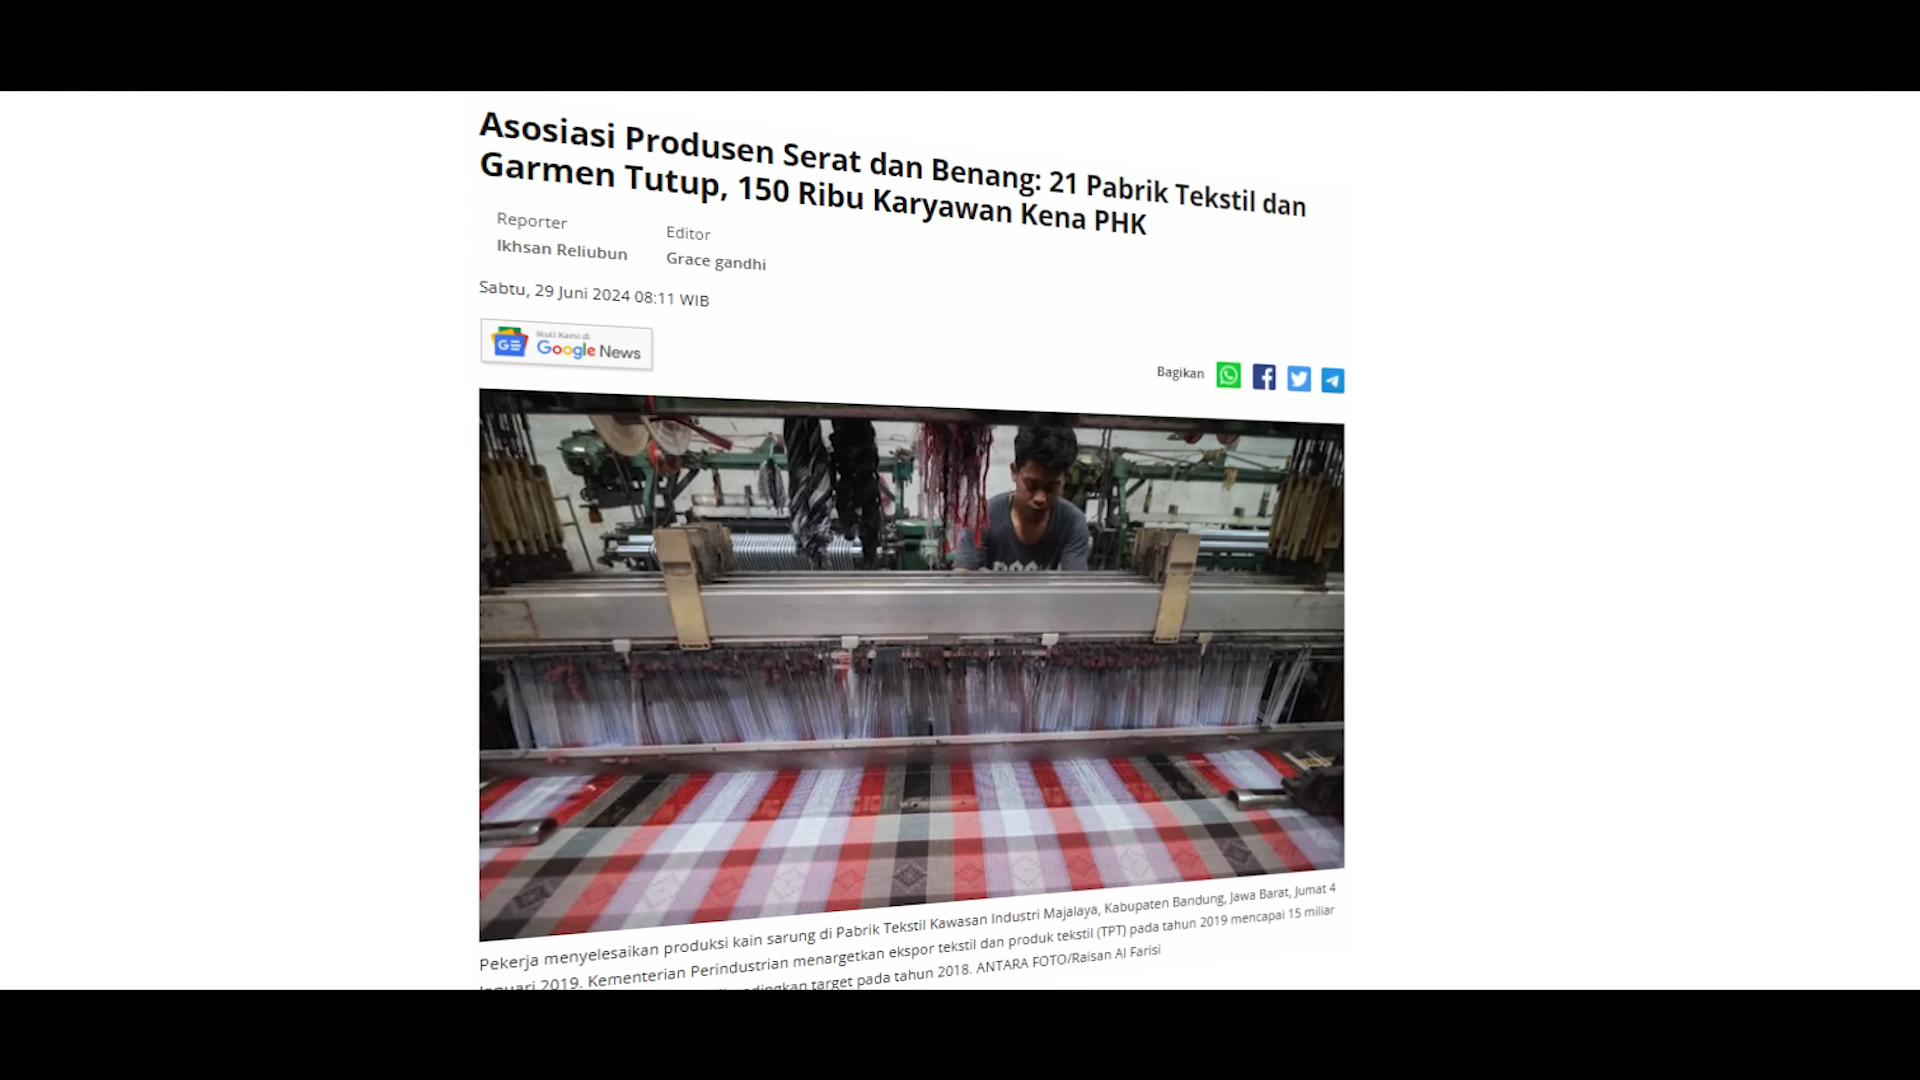 Asosiasi Produsen Serat dan Benang: 21 Pabrik Tekstil dan
Garmen Tutup, 150 Ribu Karyawan Kena PHK
Reporter
Ikhsan Reliubun
Editor
Grace gandhi
Sabtu, 29 Juni 2024 08:11 WIB
Ikuti Kami di
Google News
Bagikan
Pekerja menyelesaikan produksi kain sarung di Pabrik Tekstil Kawasan Industri Majalaya, Kabupaten Bandung, Jawa Barat, Jumat 4
Januari 2019. Kementerian Perindustrian menargetkan ekspor tekstil dan produk tekstil (TPT) pada tahun 2019 mencapai 15 miliar
target pada tahun 2018. ANTARA FOTO/Raisan Al Farisi